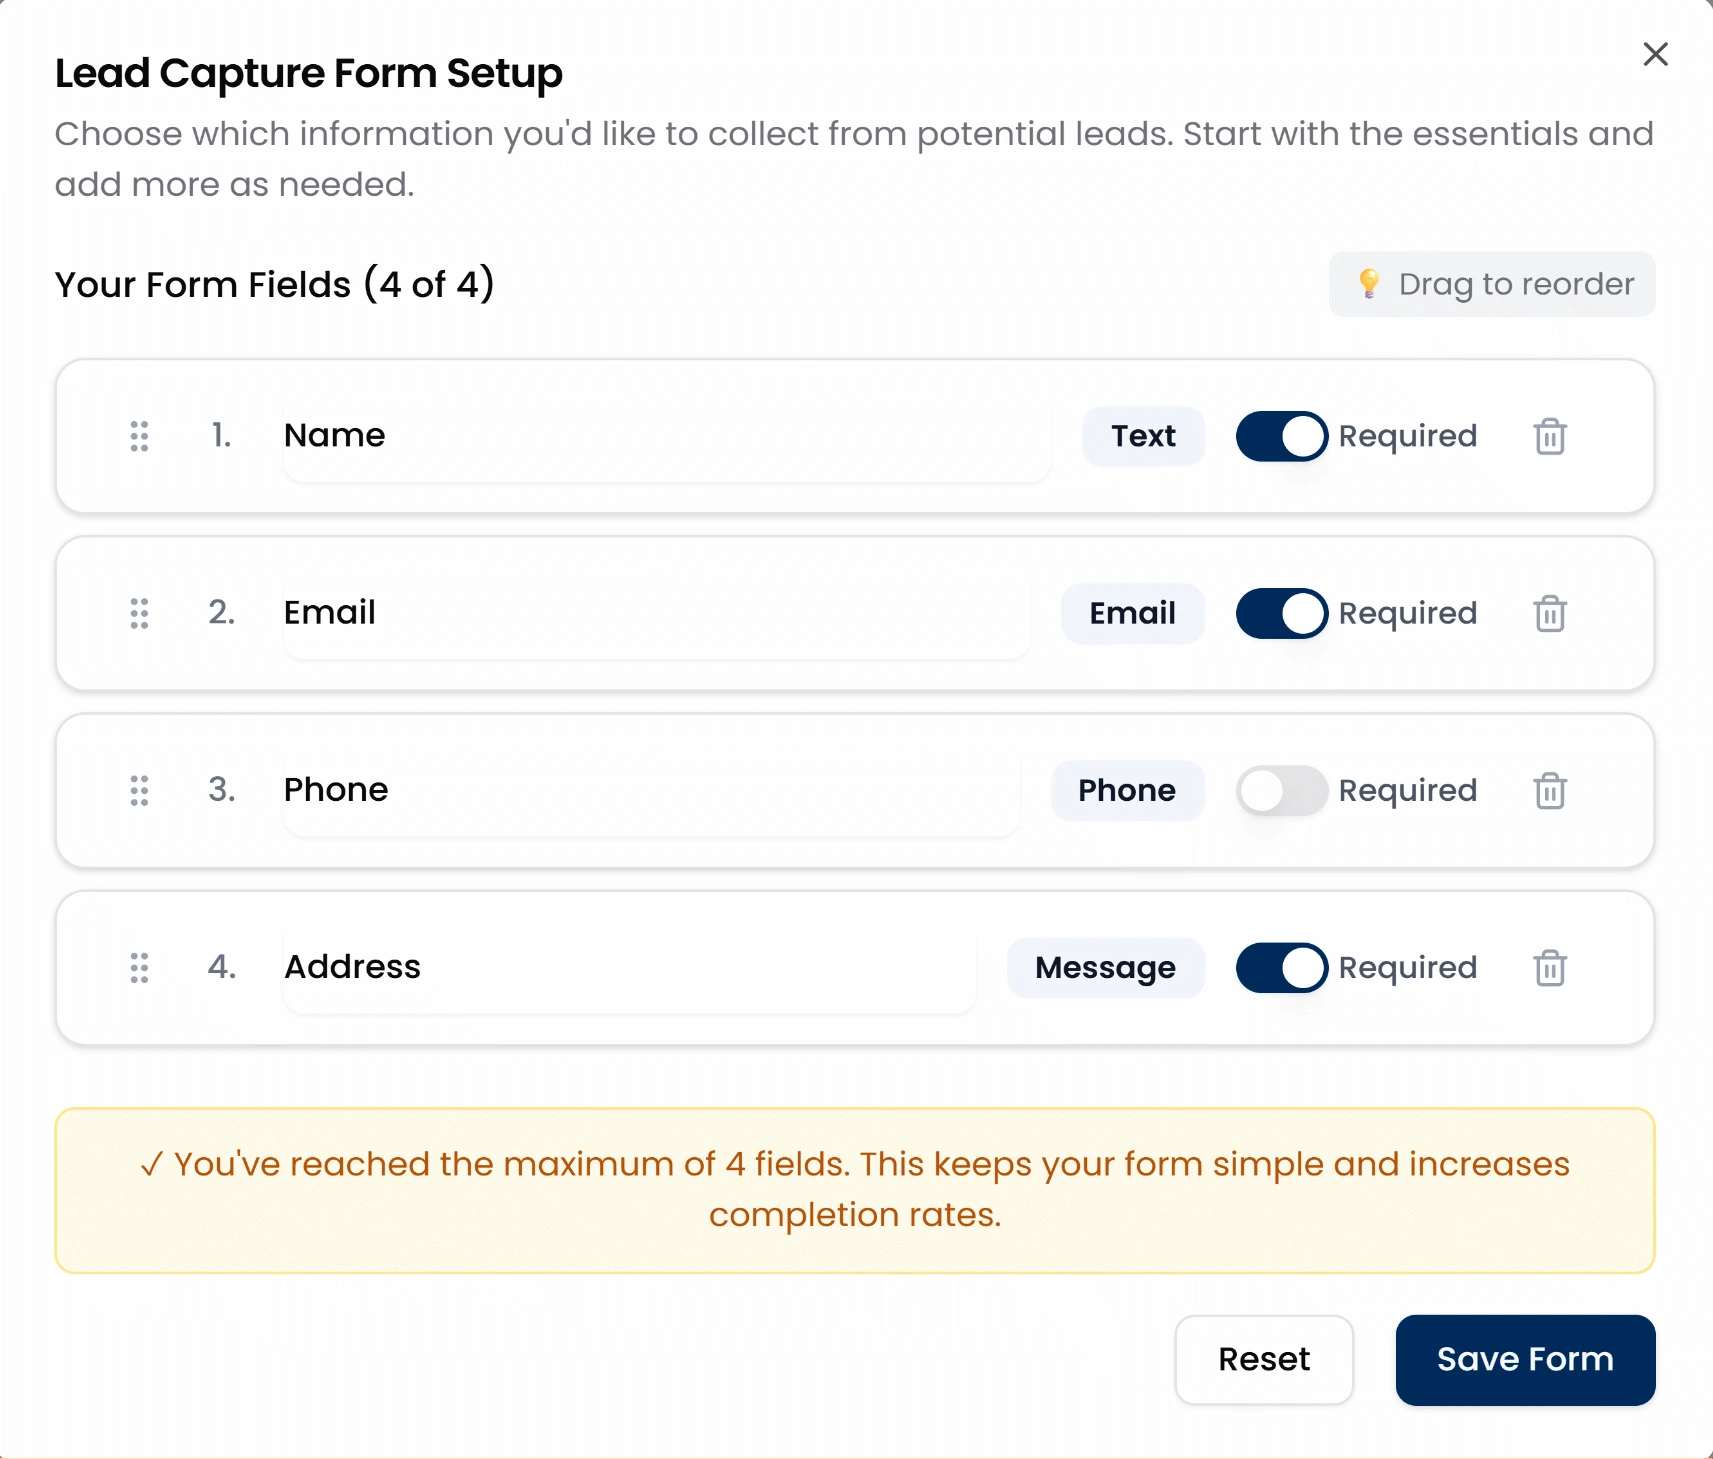 Lead Capture Form Setup
Choose which information you'd like to collect from potential leads. Start with the essentials and
add more as needed.
Your Form Fields (4 of 4)
💡 Drag to reorder
1. Name Text Required
2. Email Email Required
3. Phone Phone Required
4. Address Message Required
✓ You've reached the maximum of 4 fields. This keeps your form simple and increases
completion rates.
Reset Save Form